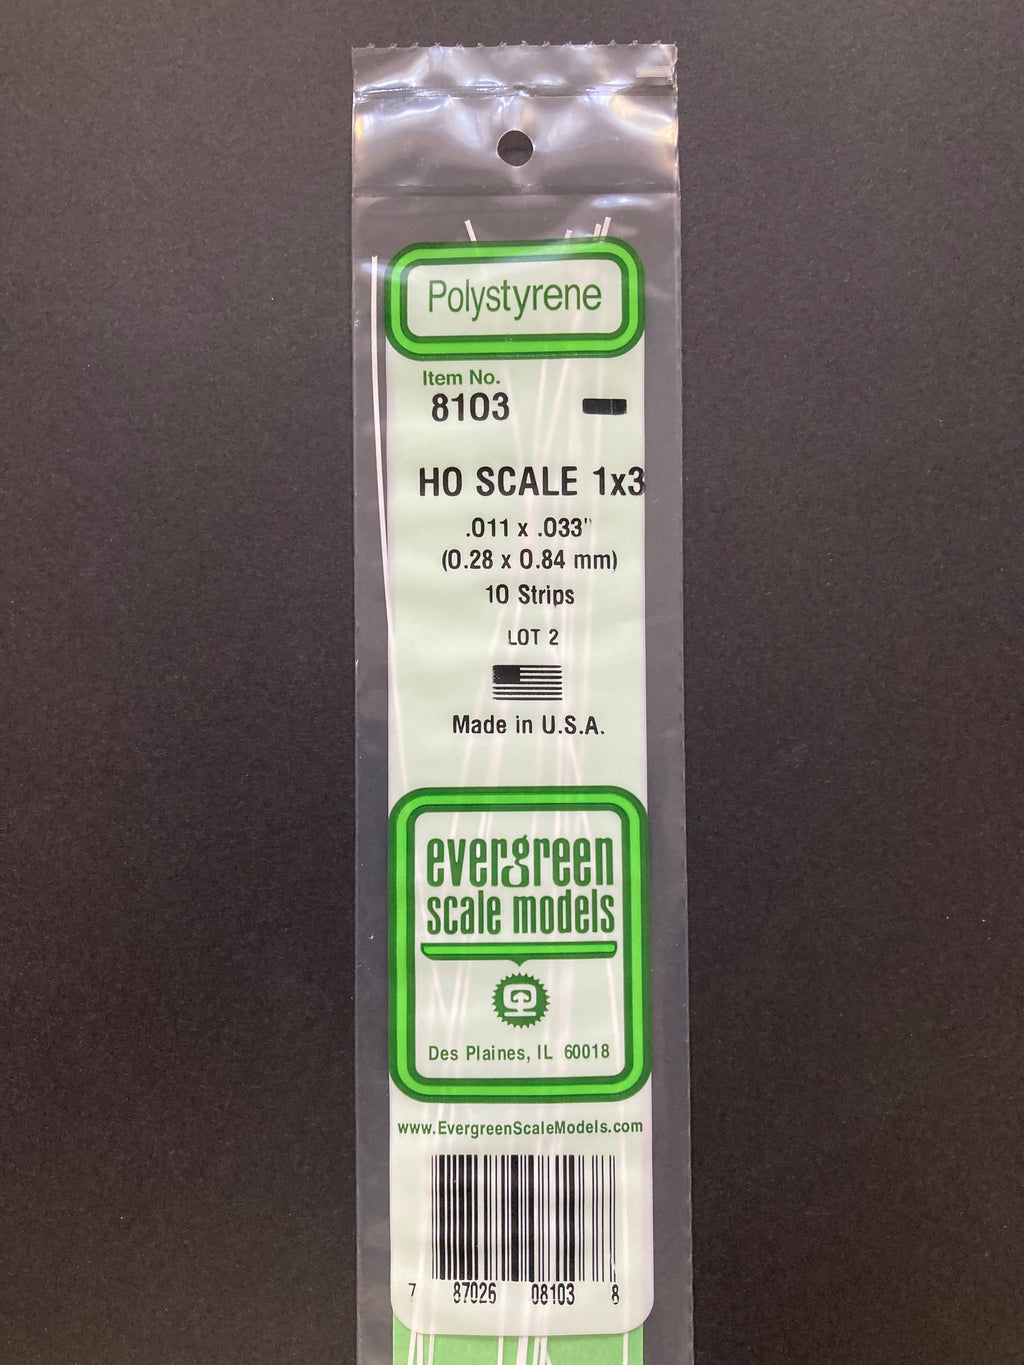 Polystyrene
Item No.
8103
HO SCALE 1x3
.011 x .033"
(0.28 x 0.84 mm)
10 Strips
LOT 2
Made in U.S.A.
evergreen
scale models
Des Plaines, IL 60018
www.EvergreenScaleModels.com
7 87026 08103 8